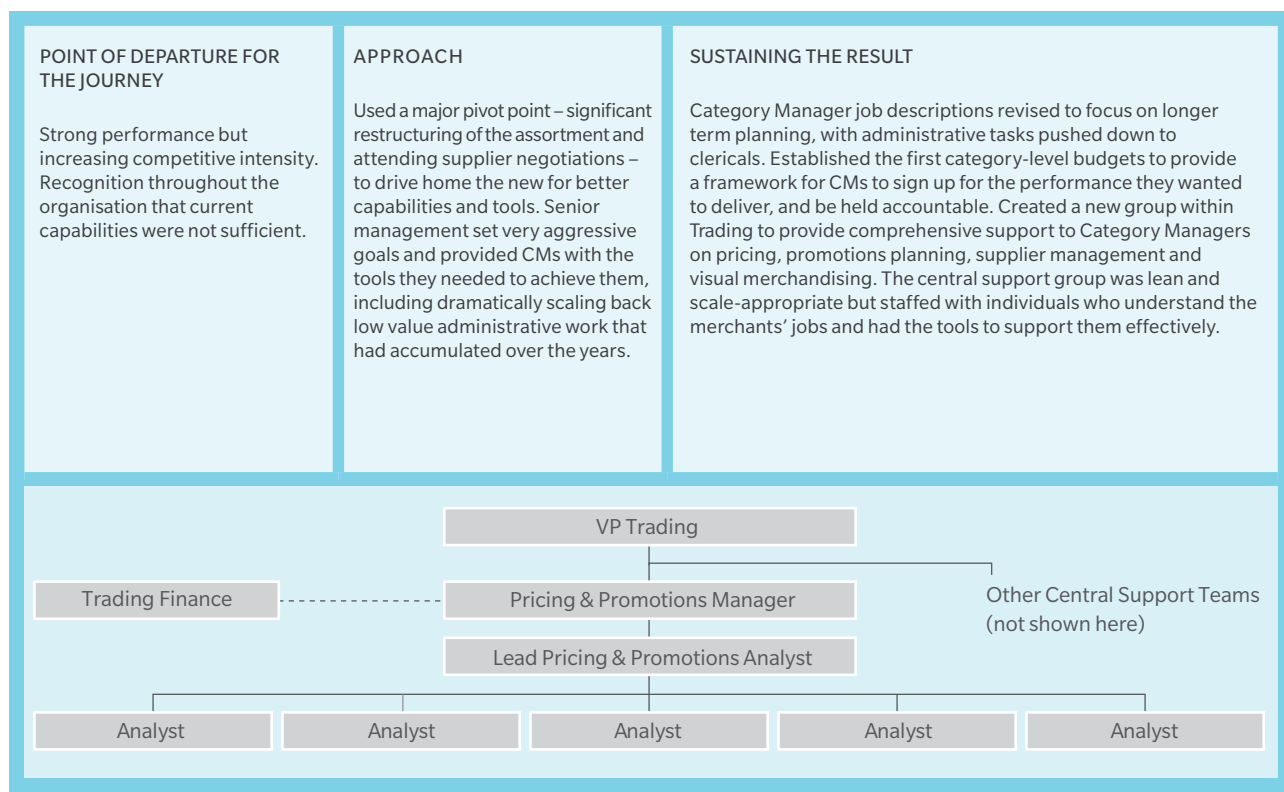 POINT OF DEPARTURE FOR
THE JOURNEY
Strong performance but
increasing competitive intensity.
Recognition throughout the
organisation that current
capabilities were not sufficient.
APPROACH
Used a major pivot point – significant
restructuring of the assortment and
attending supplier negotiations –
to drive home the new for better
capabilities and tools. Senior
management set very aggressive
goals and provided CMs with the
tools they needed to achieve them,
including dramatically scaling back
low value administrative work that
had accumulated over the years.
SUSTAINING THE RESULT
Category Manager job descriptions revised to focus on longer
term planning, with administrative tasks pushed down to
clericals. Established the first category-level budgets to provide
a framework for CMs to sign up for the performance they wanted
to deliver, and be held accountable. Created a new group within
Trading to provide comprehensive support to Category Managers
on pricing, promotions planning, supplier management and
visual merchandising. The central support group was lean and
scale-appropriate but staffed with individuals who understand the
merchants’ jobs and had the tools to support them effectively.
VP Trading
Trading Finance
Pricing & Promotions Manager
Other Central Support Teams
(not shown here)
Lead Pricing & Promotions Analyst
Analyst
Analyst
Analyst
Analyst
Analyst